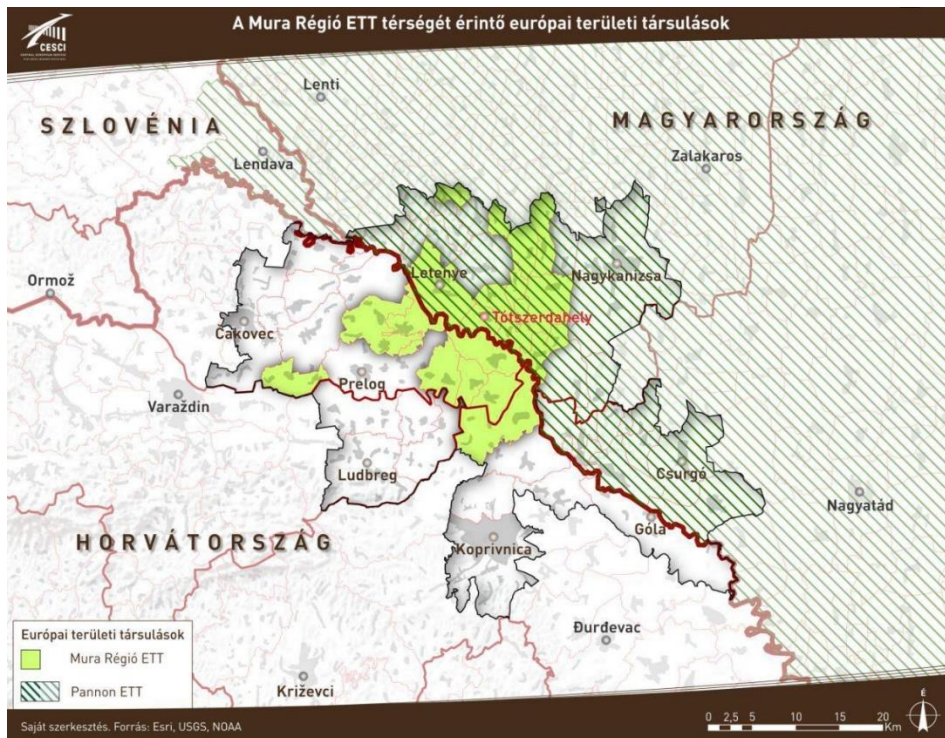 A Mura Régió ETT térségét érintő európai területi társulások
CESCI
Lenti
SZLOVÉNIA
MAGYARORSZÁG
Lendava
Zalakaros
Letenye
Nagykanizsa
Ormož
Tótszerdahely
Čakovec
Prelog
Varaždin
Ludbreg
Csurgó
Nagyatád
HORVÁTORSZÁG
Góla
Koprivnica
Đurđevac
Európai területi társulások
Mura Régió ETT
Pannon ETT
Križevci
Saját szerkesztés. Forrás: Esri, USGS, NOAA
0 2,5 5 10 15 20
Km
É